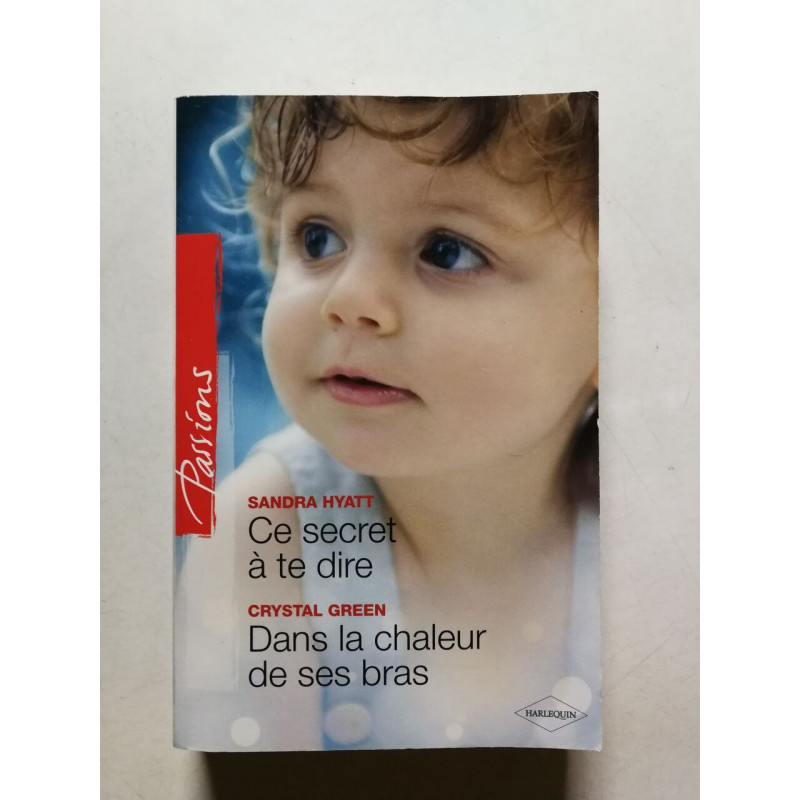 Passions
SANDRA HYATT
Ce secret
à te dire
CRYSTAL GREEN
Dans la chaleur
de ses bras
HARLEQUIN